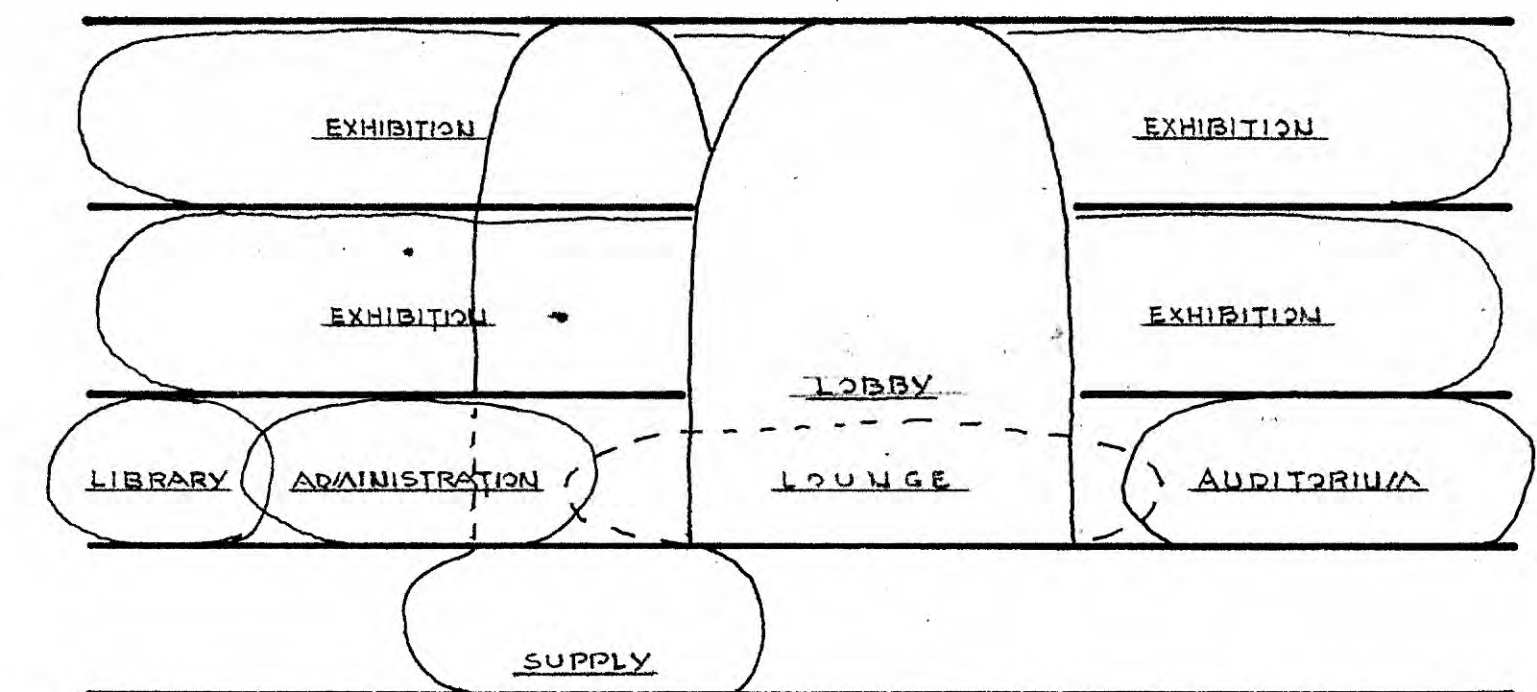 EXHIBITION EXHIBITION
EXHIBITION EXHIBITION
LOBBY
LIBRARY ADMINISTRATION LOUNGE AUDITORIUM
SUPPLY